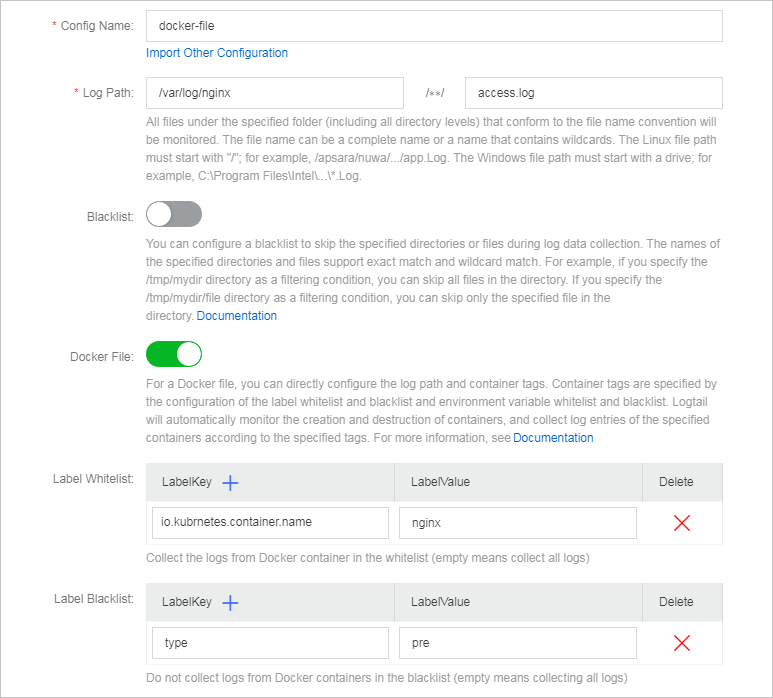 * Config Name: docker-file
Import Other Configuration
* Log Path: /var/log/nginx /**/ access.log
All files under the specified folder (including all directory levels) that conform to the file name convention will
be monitored. The file name can be a complete name or a name that contains wildcards. The Linux file path
must start with "/"; for example, /apsara/nuwa/.../app.Log. The Windows file path must start with a drive; for
example, C:\Program Files\Intel\...\*.Log.
Blacklist:
You can configure a blacklist to skip the specified directories or files during log data collection. The names of
the specified directories and files support exact match and wildcard match. For example, if you specify the
/tmp/mydir directory as a filtering condition, you can skip all files in the directory. If you specify the
/tmp/mydir/file directory as a filtering condition, you can skip only the specified file in the
directory. Documentation
Docker File:
For a Docker file, you can directly configure the log path and container tags. Container tags are specified by
the configuration of the label whitelist and blacklist and environment variable whitelist and blacklist. Logtail
will automatically monitor the creation and destruction of containers, and collect log entries of the specified
containers according to the specified tags. For more information, see Documentation
Label Whitelist: LabelKey + LabelValue Delete
io.kubrnetes.container.name nginx
Collect the logs from Docker container in the whitelist (empty means collect all logs)
Label Blacklist: LabelKey + LabelValue Delete
type pre
Do not collect logs from Docker containers in the blacklist (empty means collecting all logs)